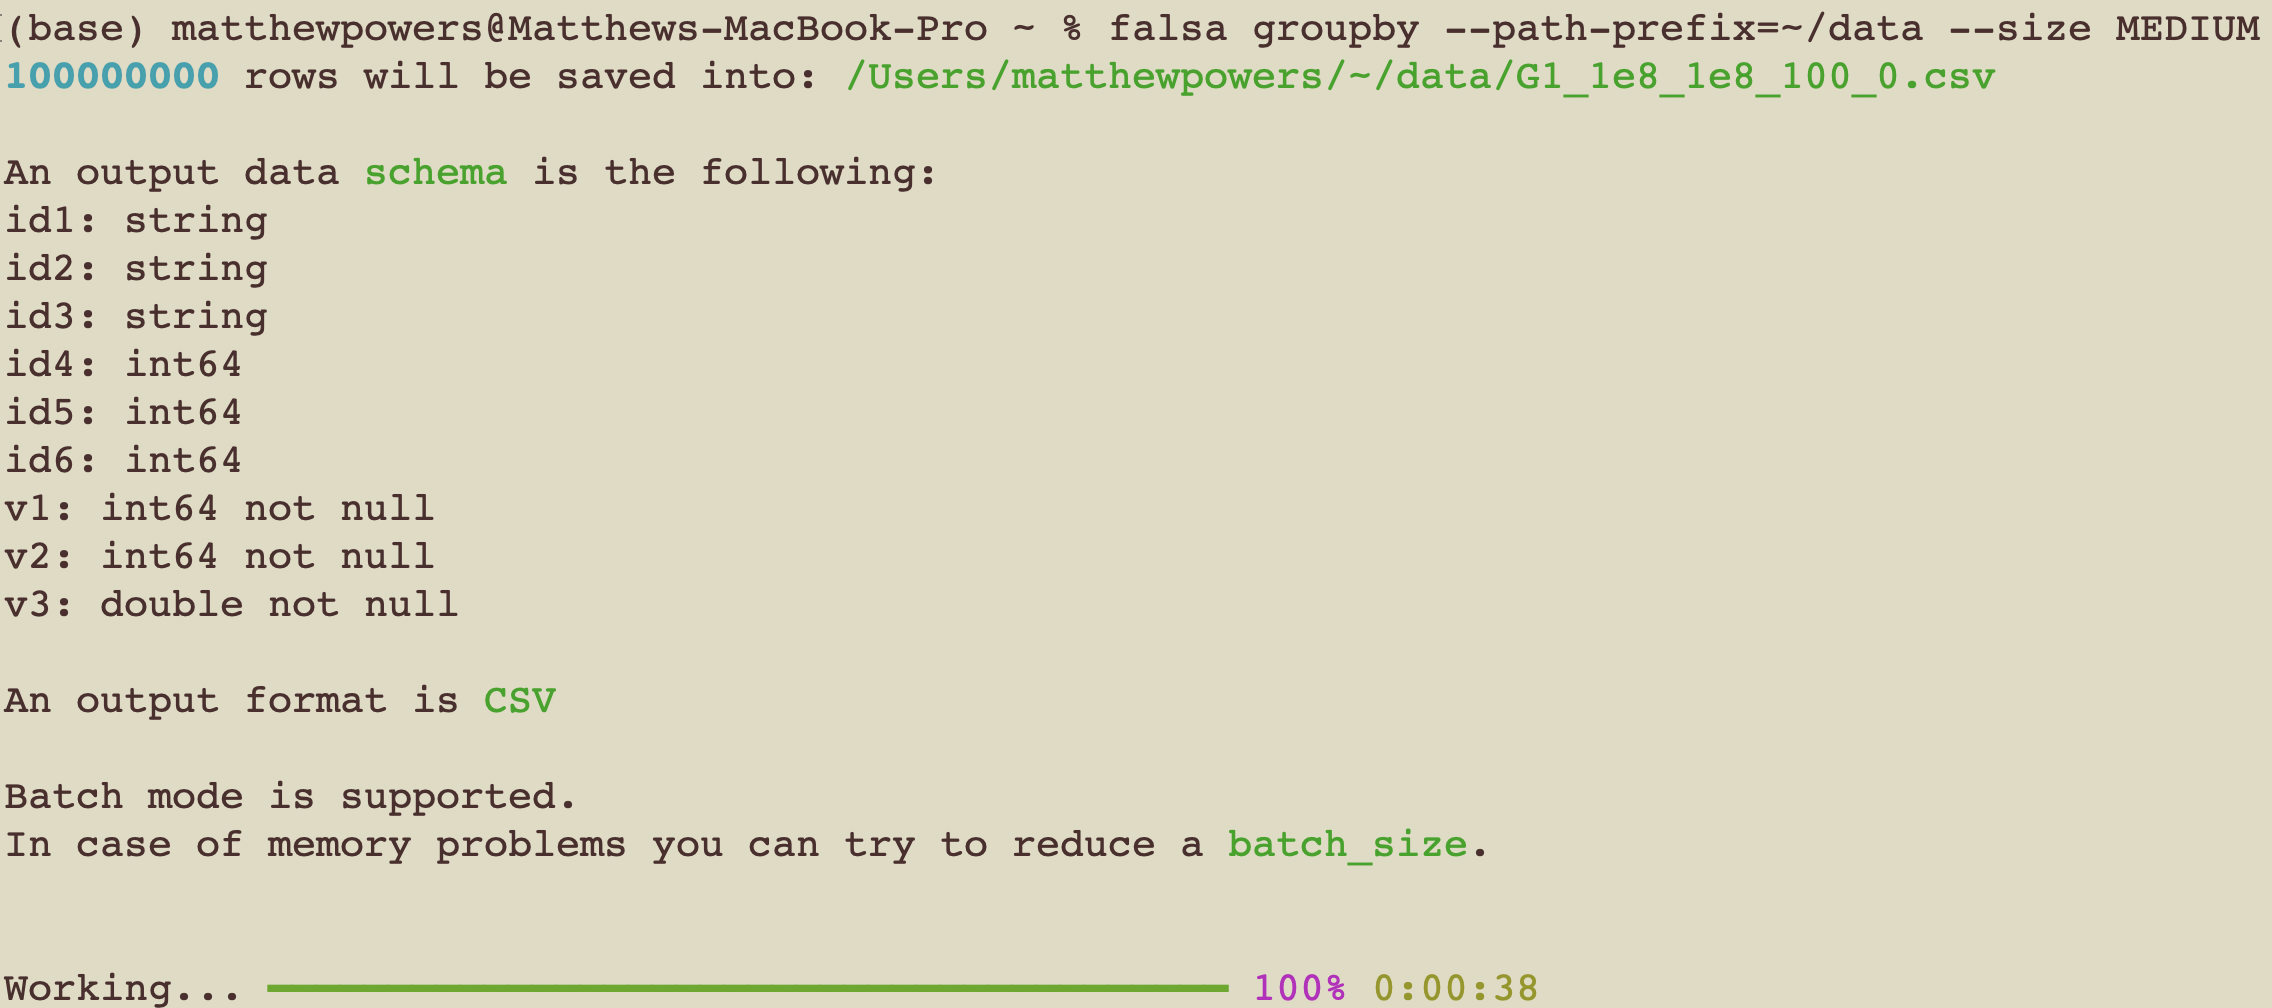 (base) matthewpowers@Matthews-MacBook-Pro ~ % falsa groupby --path-prefix=~/data --size MEDIUM
100000000 rows will be saved into: /Users/matthewpowers/~/data/G1_1e8_1e8_100_0.csv
An output data schema is the following:
id1: string
id2: string
id3: string
id4: int64
id5: int64
id6: int64
v1: int64 not null
v2: int64 not null
v3: double not null
An output format is CSV
Batch mode is supported.
In case of memory problems you can try to reduce a batch_size.
Working... 100% 0:00:38